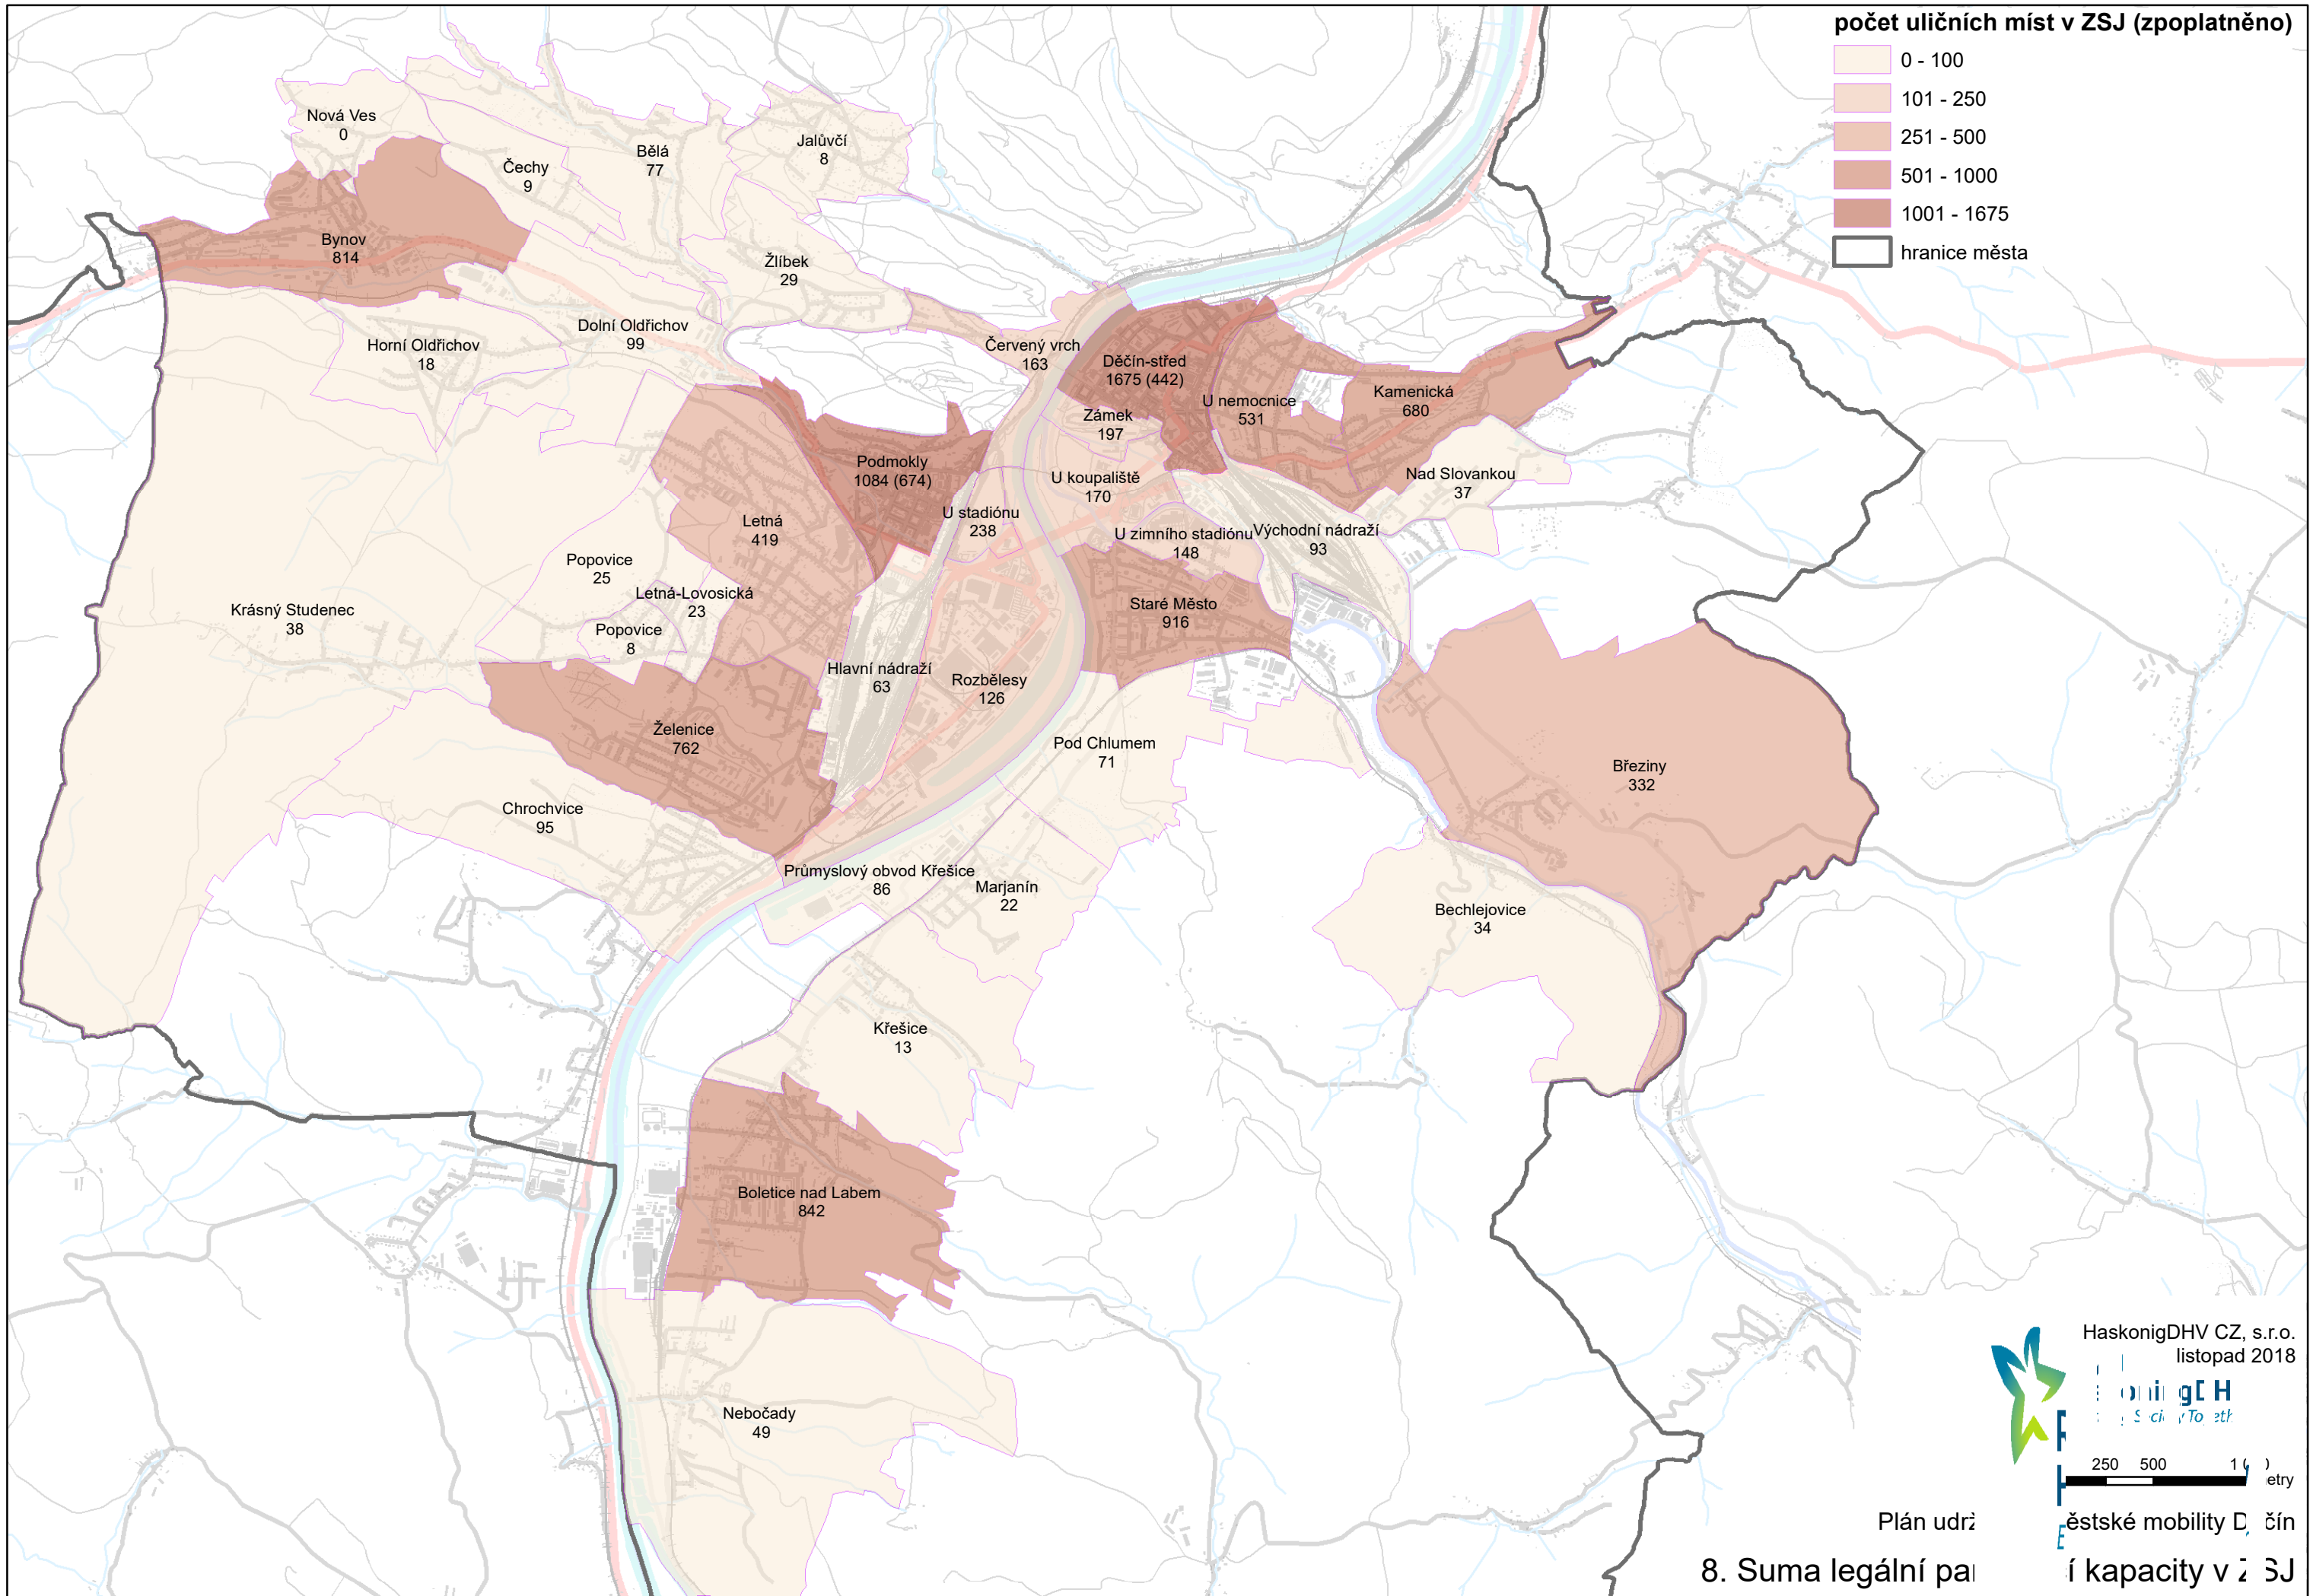 počet uličních míst v ZSJ (zpoplatněno)
0 - 100
101 - 250
251 - 500
501 - 1000
1001 - 1675
hranice města
Nová Ves
0
Čechy
9
Bělá
77
Jalůvčí
8
Bynov
814
Žlíbek
29
Dolní Oldřichov
99
Horní Oldřichov
18
Červený vrch
163
Děčín-střed
1675 (442)
Zámek
197
U nemocnice
531
Kamenická
680
Podmokly
1084 (674)
U koupaliště
170
Nad Slovankou
37
Letná
419
U stadiónu
238
U zimního stadiónu
148
Východní nádraží
93
Popovice
25
Letná-Lovosická
23
Krásný Studenec
38
Popovice
8
Staré Město
916
Hlavní nádraží
63
Rozbělesy
126
Želenice
762
Pod Chlumem
71
Březiny
332
Chrochvice
95
Průmyslový obvod Křešice
86
Marjanín
22
Bechlejovice
34
Křešice
13
Boletice nad Labem
842
Nebočady
49
HaskonigDHV CZ, s.r.o.
listopad 2018
250 500
Plán mobility
8. Suma legální kapacity v